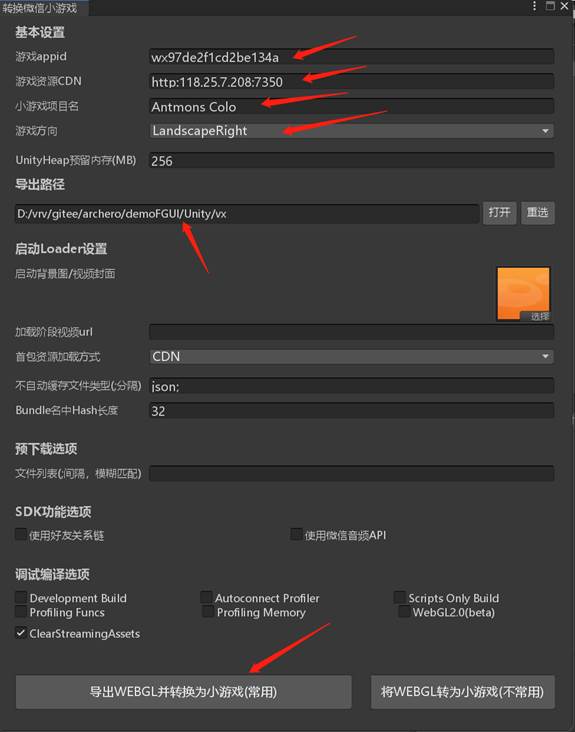 转换微信小游戏
基本设置
游戏appid wx97de2f1cd2be134a
游戏资源CDN http:118.25.7.208:7350
小游戏项目名 Antmons Colo
游戏方向 LandscapeRight
UnityHeap预留内存(MB) 256
导出路径
D:/vrv/gitee/archero/demoFGUI/Unity/vx 打开 重选
启动Loader设置
启动背景图/视频封面
选择
加载阶段视频url
首包资源加载方式 CDN
不自动缓存文件类型(;分隔) json;
Bundle名中Hash长度 32
预下载选项
文件列表(;间隔，模糊匹配)
SDK功能选项
使用好友关系链 使用微信音频API
调试编译选项
Development Build Autoconnect Profiler Scripts Only Build
Profiling Funcs Profiling Memory WebGL2.0(beta)
ClearStreamingAssets
导出WEBGL并转换为小游戏(常用) 将WEBGL转为小游戏(不常用)